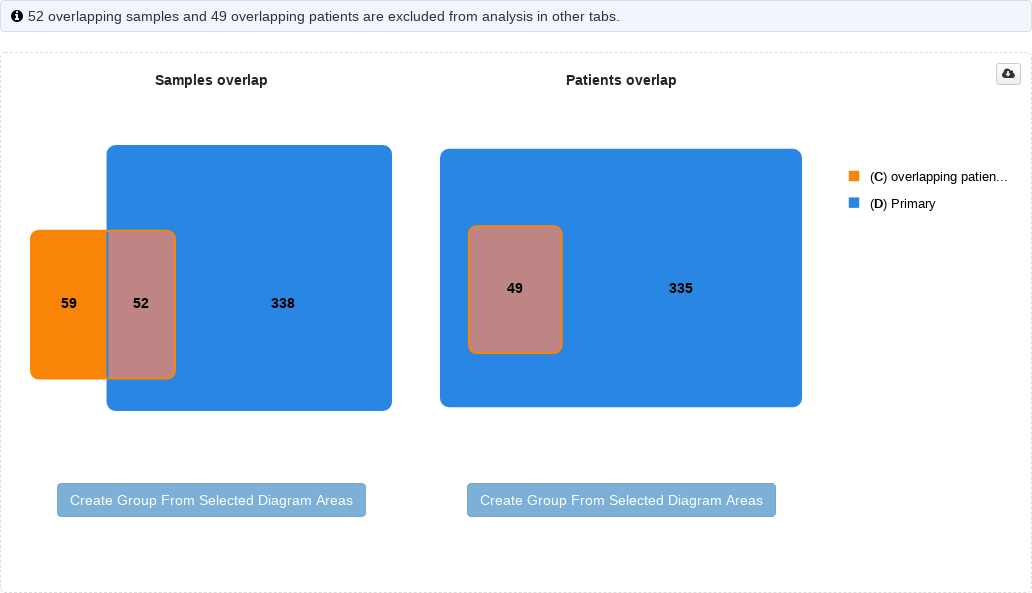 52 overlapping samples and 49 overlapping patients are excluded from analysis in other tabs.
Samples overlap
Patients overlap
(C) overlapping patien...
(D) Primary
59
52
338
49
335
Create Group From Selected Diagram Areas
Create Group From Selected Diagram Areas